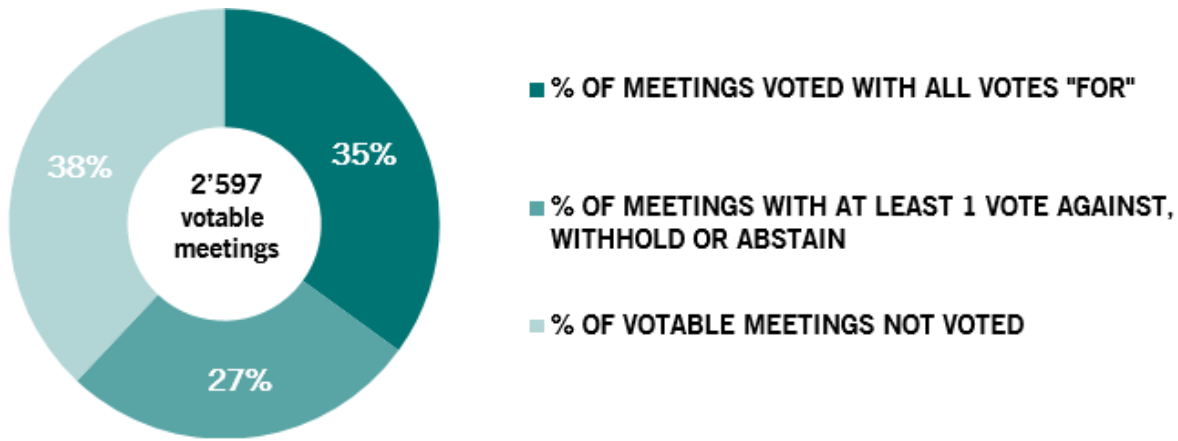 38%
35%
2’597
votable
meetings
27%
% OF MEETINGS VOTED WITH ALL VOTES "FOR"
% OF MEETINGS WITH AT LEAST 1 VOTE AGAINST,
WITHHOLD OR ABSTAIN
% OF VOTABLE MEETINGS NOT VOTED